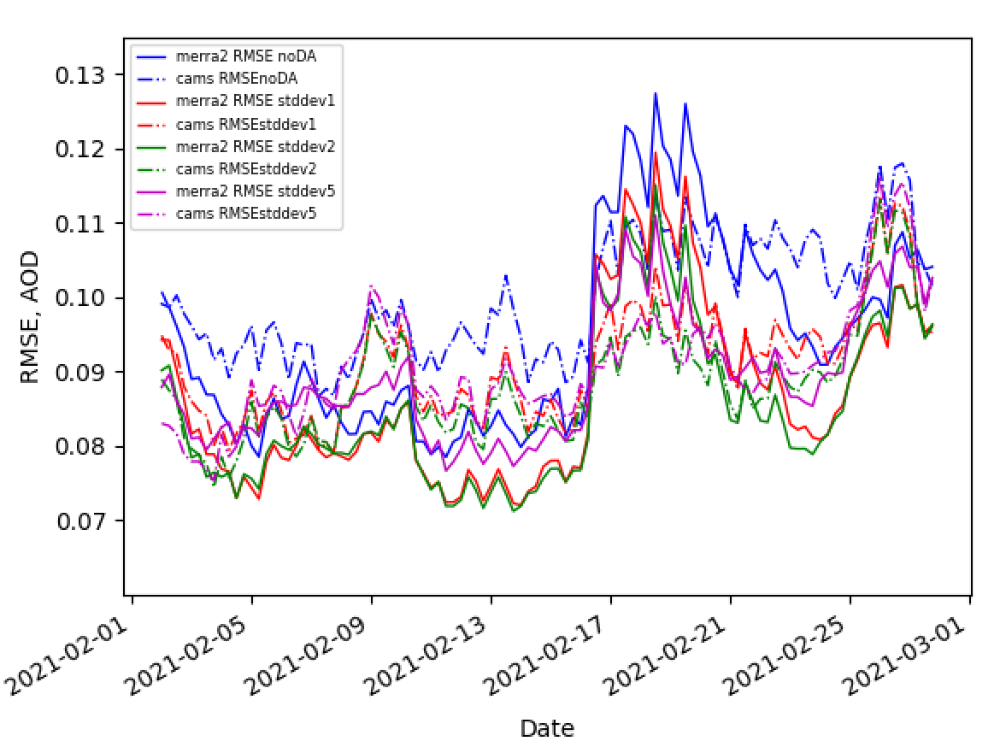 merra2 RMSE noDA
cams RMSEnoDA
merra2 RMSE stddev1
cams RMSEstddev1
merra2 RMSE stddev2
cams RMSEstddev2
merra2 RMSE stddev5
cams RMSEstddev5
0.13
0.12
0.11
0.10
0.09
0.08
0.07
RMSE, AOD
2021-02-01
2021-02-05
2021-02-09
2021-02-13
2021-02-17
2021-02-21
2021-02-25
2021-03-01
Date